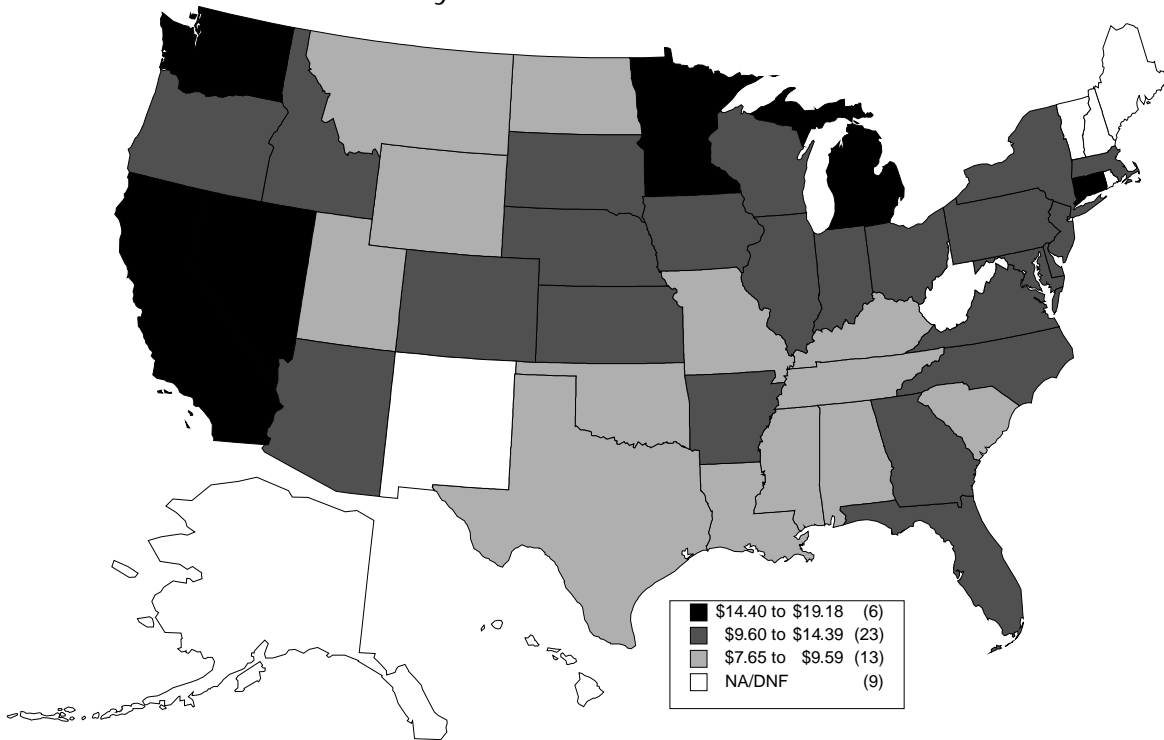 $14.40 to $19.18 (6)
$9.60 to $14.39 (23)
$7.65 to $9.59 (13)
NA/DNF (9)